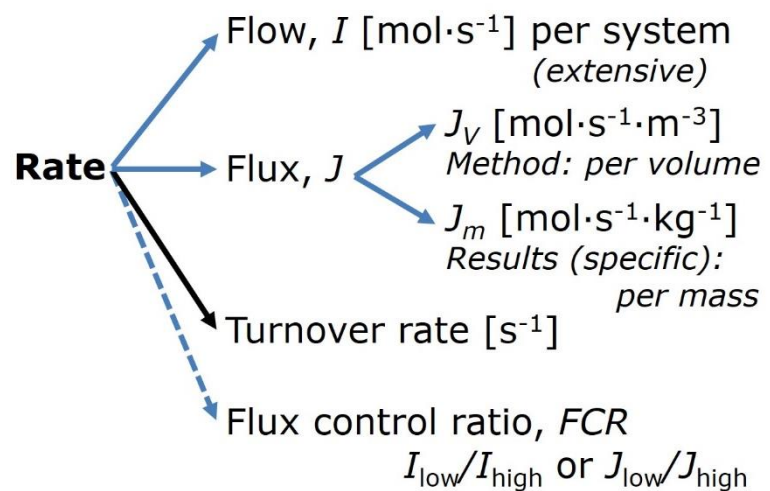 Flow, I [mol·s⁻¹] per system
(extensive)
J_V [mol·s⁻¹·m⁻³]
Method: per volume
Rate
Flux, J
J_m [mol·s⁻¹·kg⁻¹]
Results (specific):
per mass
Turnover rate [s⁻¹]
Flux control ratio, FCR
I_low/I_high or J_low/J_high